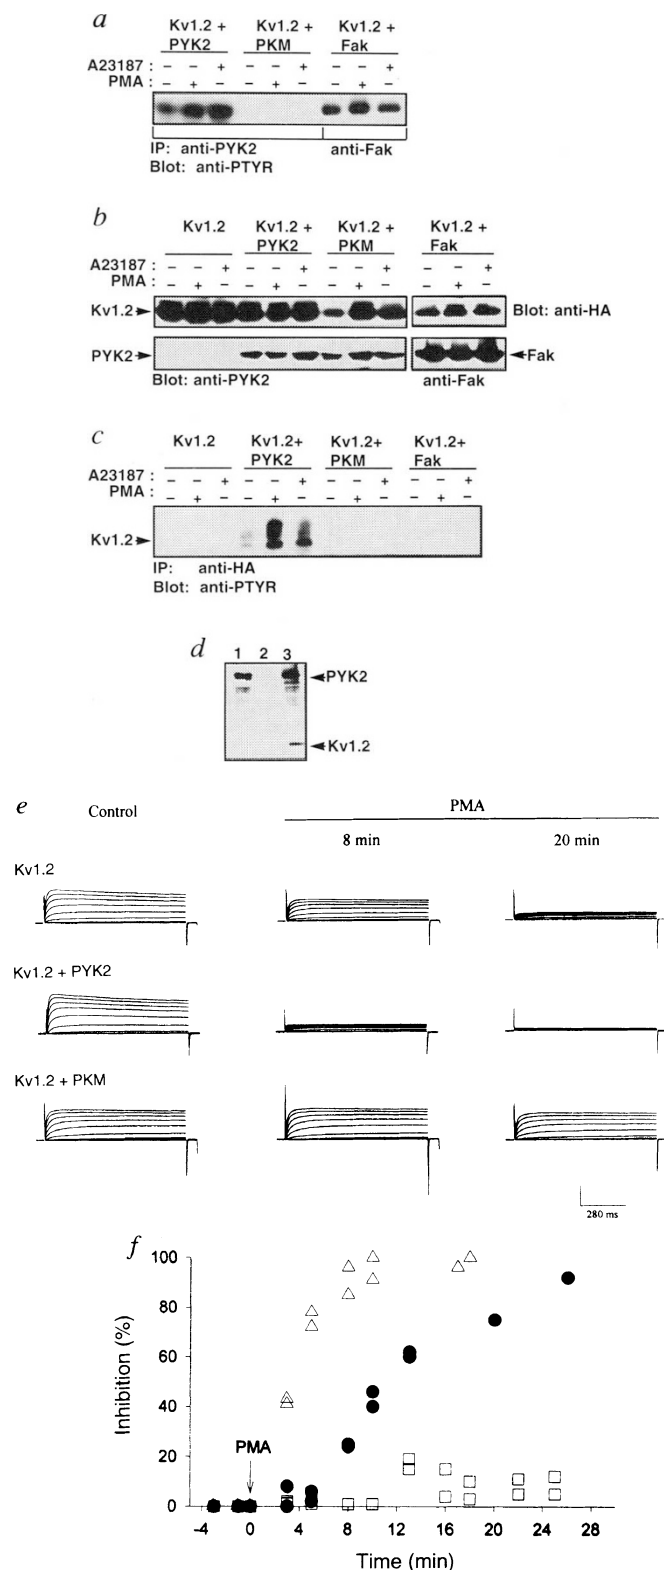 a
Kv1.2 + Kv1.2 + Kv1.2 +
PYK2 PKM Fak
A23187 : – – + – – + – – +
PMA : – + – – + – – + –
IP: anti-PYK2 anti-Fak
Blot: anti-PTYR
b
Kv1.2 Kv1.2 + Kv1.2 + Kv1.2 +
PYK2 PKM Fak
A23187 : – – + – – + – – + – – +
PMA : – + – – + – – + – – + –
Kv1.2 Blot: anti-HA
PYK2 Fak
Blot: anti-PYK2 anti-Fak
c
Kv1.2 Kv1.2+ Kv1.2+ Kv1.2+
PYK2 PKM Fak
A23187 : – – + – – + – – + – – +
PMA : – + – – + – – + – – + –
Kv1.2
IP: anti-HA
Blot: anti-PTYR
d
1 2 3
PYK2
Kv1.2
e
Control PMA
8 min 20 min
Kv1.2
Kv1.2 + PYK2
Kv1.2 + PKM
280 ms
f
Inhibition (%)
100
80
60
40
20
0
PMA
-4 0 4 8 12 16 20 24 28
Time (min)